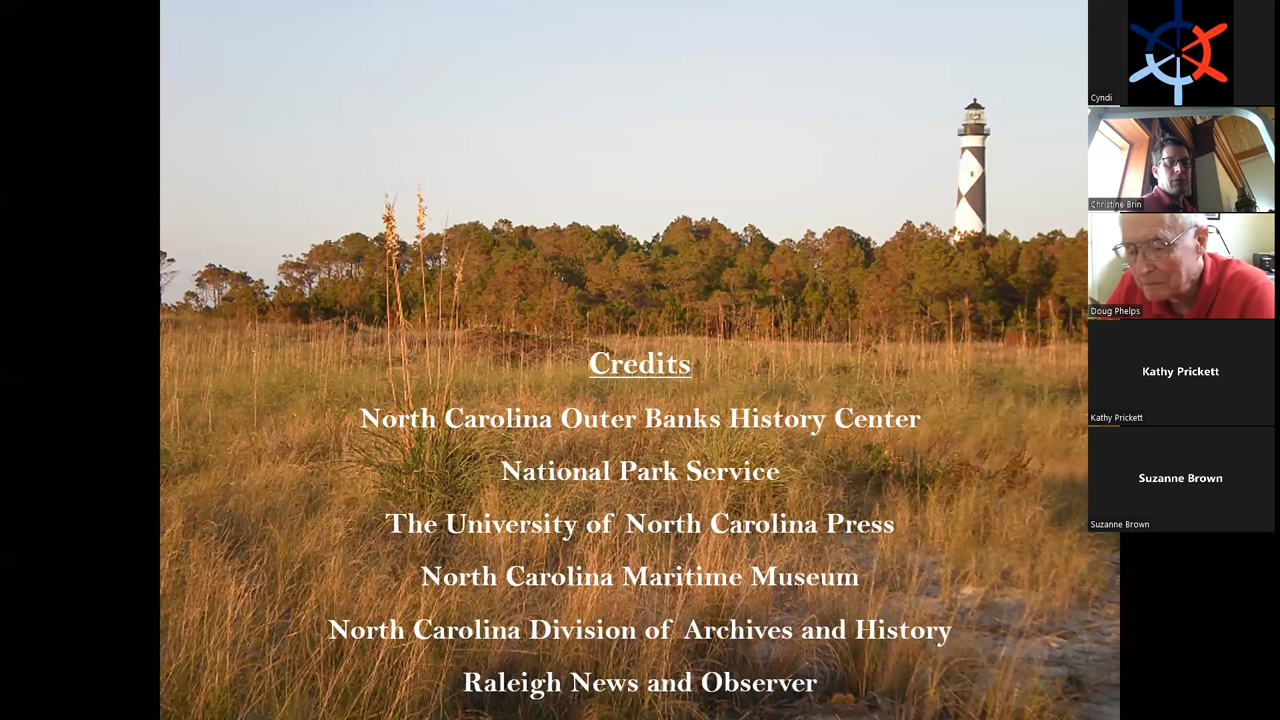 Credits
North Carolina Outer Banks History Center
National Park Service
The University of North Carolina Press
North Carolina Maritime Museum
North Carolina Division of Archives and History
Raleigh News and Observer
Cyndi
Christine Brin
Doug Phelps
Kathy Prickett
Kathy Prickett
Suzanne Brown
Suzanne Brown